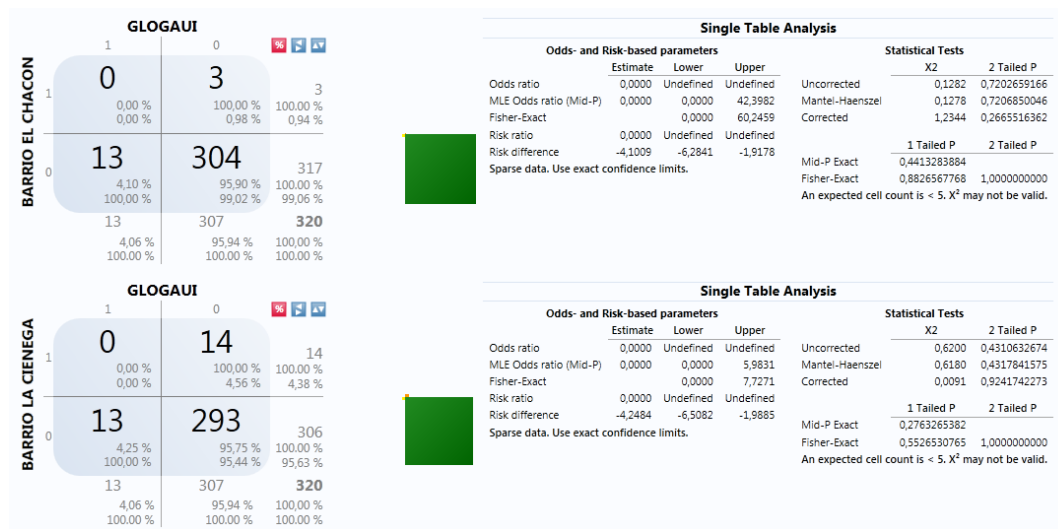 GLOGAUI
1 0
BARRIO EL CHACON
1 0 3 3
0,00 % 100,00 % 100.00 %
0,00 % 0,98 % 0,94 %
0 13 304 317
4,10 % 95,90 % 100.00 %
100,00 % 99,02 % 99,06 %
13 307 320
4,06 % 95,94 % 100,00 %
100.00 % 100.00 % 100.00 %
Single Table Analysis
Odds- and Risk-based parameters
Estimate Lower Upper
Odds ratio 0,0000 Undefined Undefined
MLE Odds ratio (Mid-P) 0,0000 0,0000 42,3982
Fisher-Exact 0,0000 60,2459
Risk ratio 0,0000 Undefined Undefined
Risk difference -4,1009 -6,2841 -1,9178
Sparse data. Use exact confidence limits.
Statistical Tests
X2 2 Tailed P
Uncorrected 0,1282 0,7202659166
Mantel-Haenszel 0,1278 0,7206850046
Corrected 1,2344 0,2665516362
1 Tailed P 2 Tailed P
Mid-P Exact 0,4413283884
Fisher-Exact 0,8826567768 1,0000000000
An expected cell count is < 5. X² may not be valid.
GLOGAUI
1 0
BARRIO LA CIENEGA
1 0 14 14
0,00 % 100,00 % 100.00 %
0,00 % 4,56 % 4,38 %
0 13 293 306
4,25 % 95,75 % 100.00 %
100,00 % 95,44 % 95,63 %
13 307 320
4,06 % 95,94 % 100,00 %
100.00 % 100.00 % 100.00 %
Single Table Analysis
Odds- and Risk-based parameters
Estimate Lower Upper
Odds ratio 0,0000 Undefined Undefined
MLE Odds ratio (Mid-P) 0,0000 0,0000 5,9831
Fisher-Exact 0,0000 7,7271
Risk ratio 0,0000 Undefined Undefined
Risk difference -4,2484 -6,5082 -1,9885
Sparse data. Use exact confidence limits.
Statistical Tests
X2 2 Tailed P
Uncorrected 0,6200 0,4310632674
Mantel-Haenszel 0,6180 0,4317841575
Corrected 0,0091 0,9241742273
1 Tailed P 2 Tailed P
Mid-P Exact 0,2763265382
Fisher-Exact 0,5526530765 1,0000000000
An expected cell count is < 5. X² may not be valid.